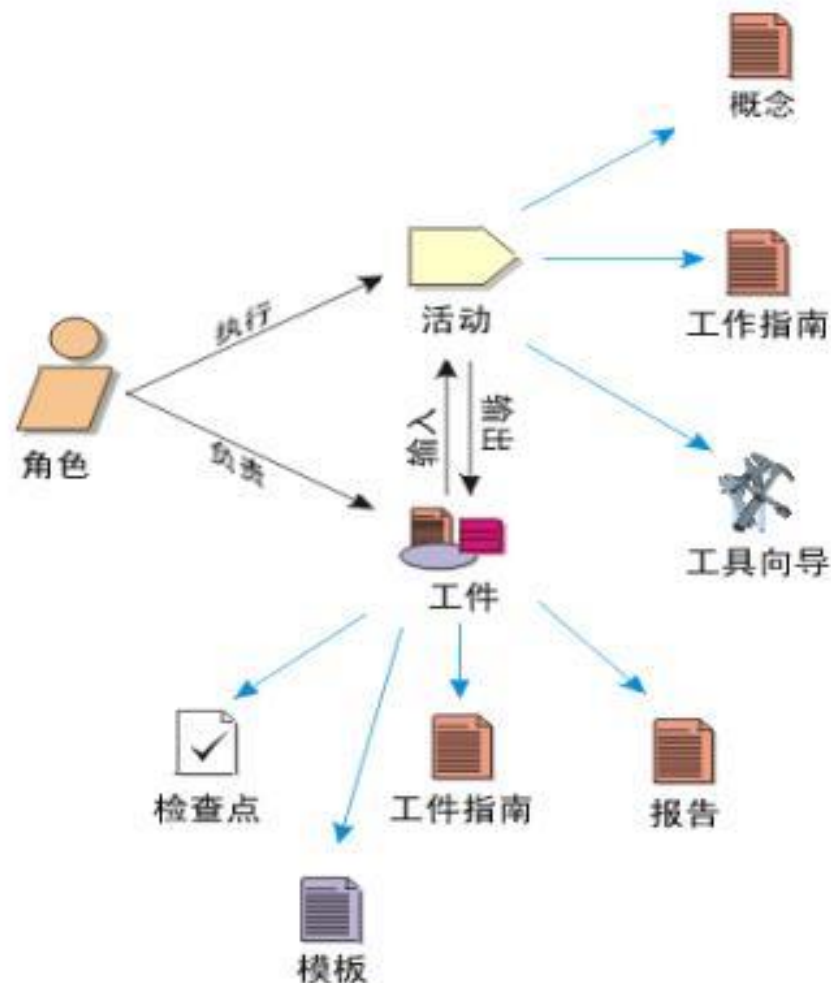 概念
工作指南
执行
活动
角色
输入
输出
负责
工具向导
工件
检查点
工件指南
报告
模板